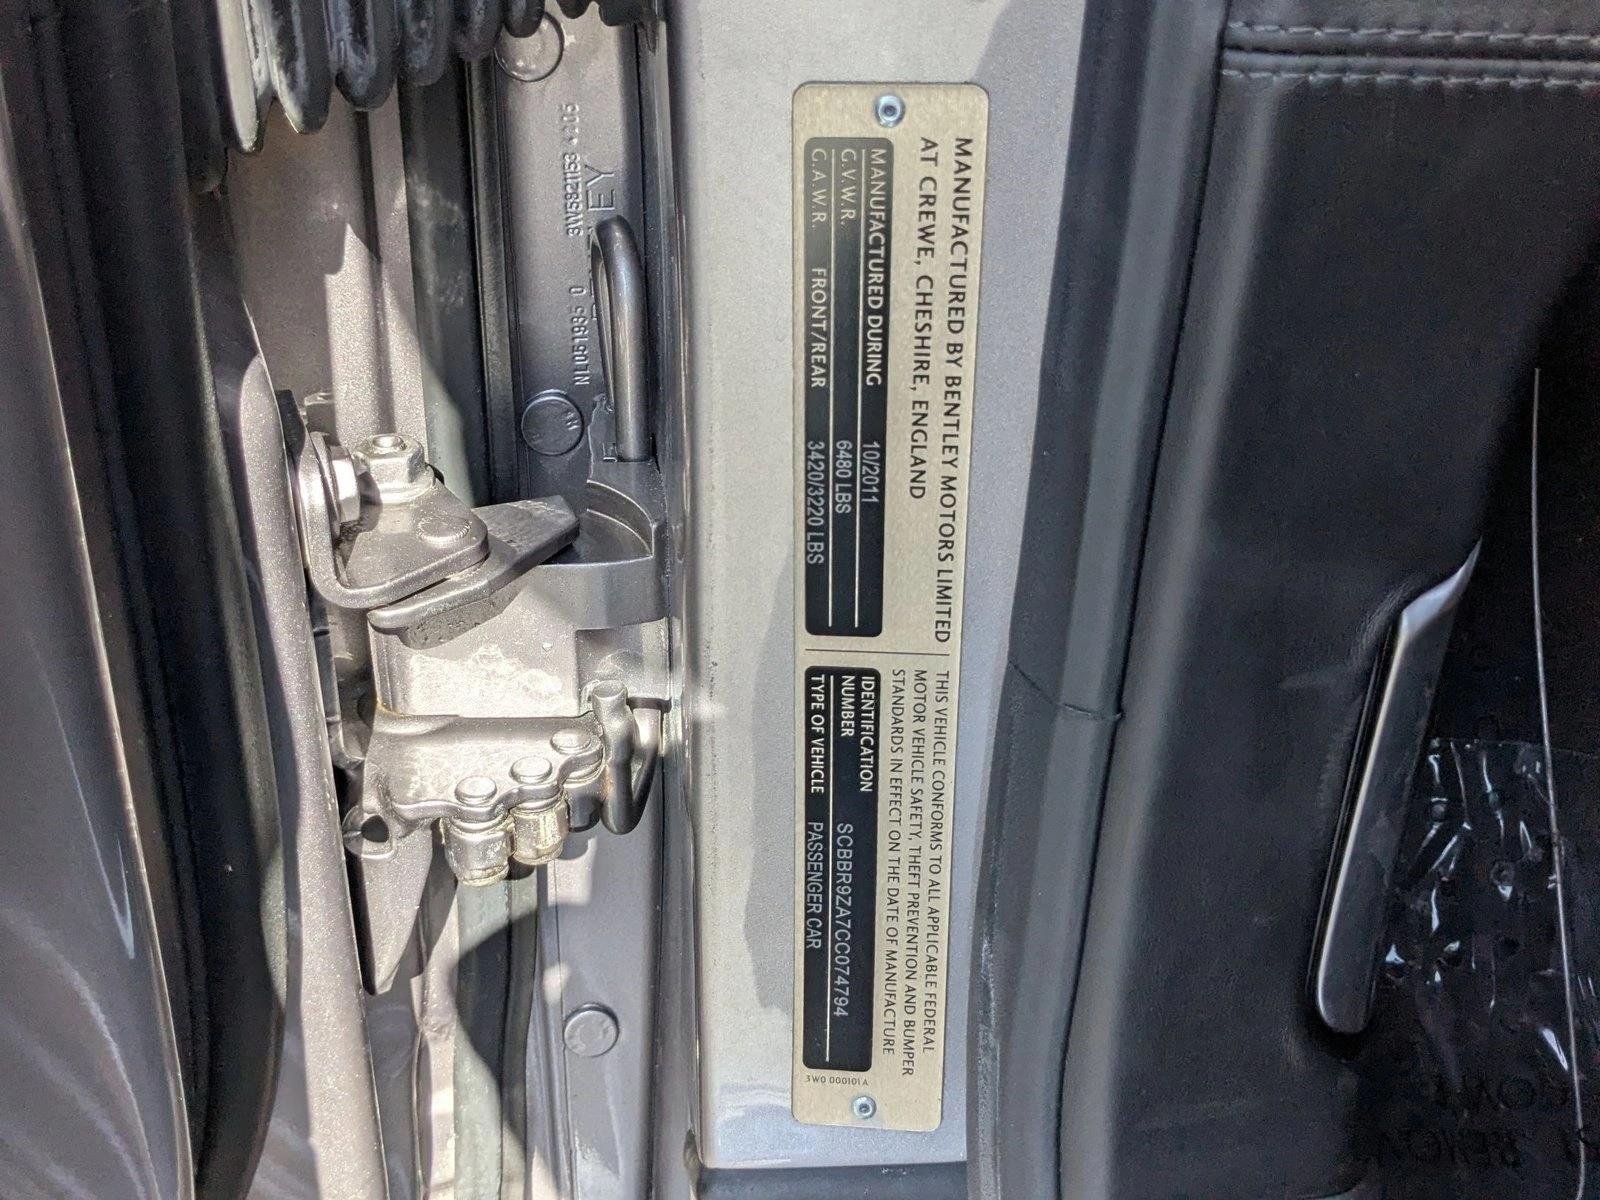 MANUFACTURED BY BENTLEY MOTORS LIMITED
AT CREWE, CHESHIRE, ENGLAND
MANUFACTURED DURING 10/2011
G.V.W.R. 6480 LBS
G.A.W.R. FRONT/REAR 3420/3220 LBS
THIS VEHICLE CONFORMS TO ALL APPLICABLE FEDERAL
MOTOR VEHICLE SAFETY, THEFT PREVENTION AND BUMPER
STANDARDS IN EFFECT ON THE DATE OF MANUFACTURE
IDENTIFICATION
NUMBER SCBBR9ZA7CC074794
TYPE OF VEHICLE PASSENGER CAR
3W0 000101 A